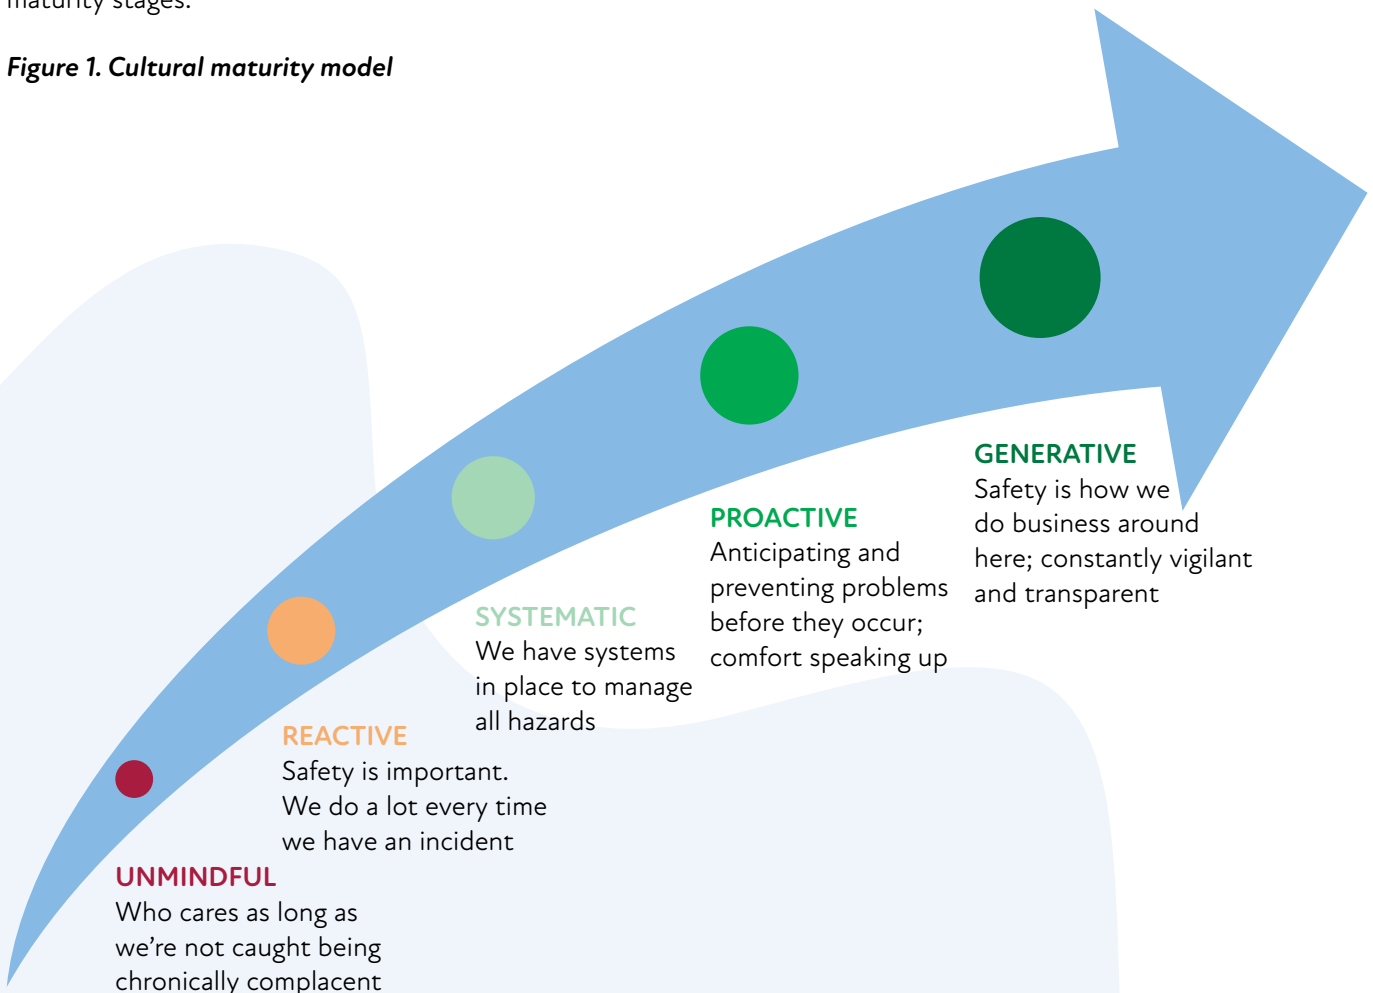 maturity stages.
Figure 1. Cultural maturity model
GENERATIVE
Safety is how we
do business around
here; constantly vigilant
and transparent
PROACTIVE
Anticipating and
preventing problems
before they occur;
comfort speaking up
SYSTEMATIC
We have systems
in place to manage
all hazards
REACTIVE
Safety is important.
We do a lot every time
we have an incident
UNMINDFUL
Who cares as long as
we're not caught being
chronically complacent